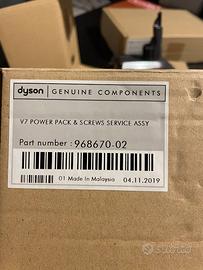 dyson GENUINE COMPONENTS
V7 POWER PACK & SCREWS SERVICE ASSY
Part number : 968670-02
01 Made In Malaysia 04.11.2019
subito